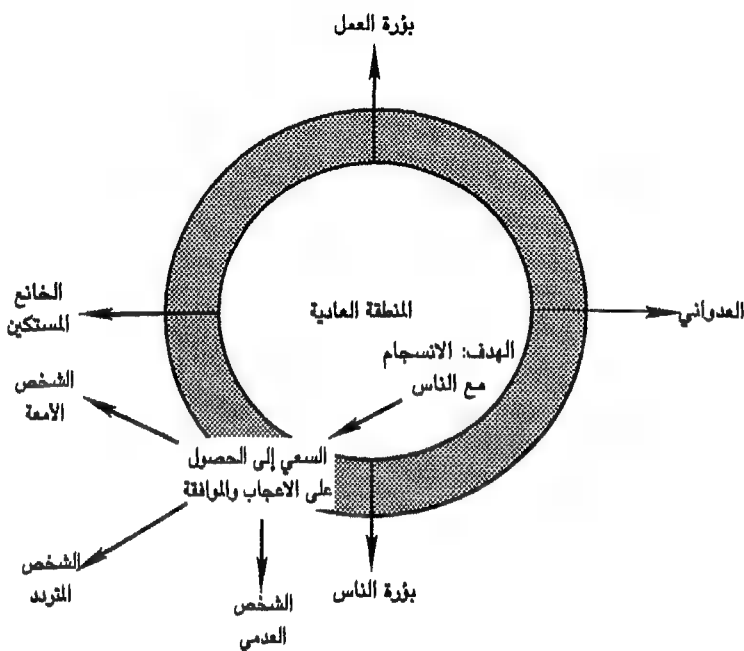 بؤرة العمل
الخانع
المستكين
المنطقة العادية
العدواني
الهدف: الانسجام
مع الناس
الشخص
الأمعة
السعي إلى الحصول
على الاعجاب والموافقة
الشخص
المتردد
الشخص
العدمي
بؤرة الناس